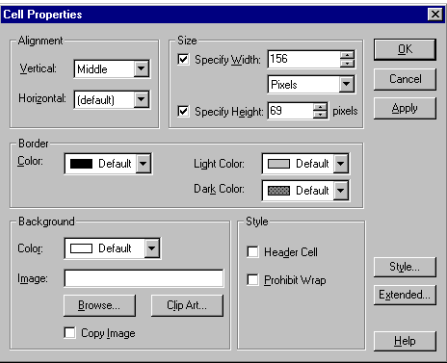 Cell Properties
Alignment
Vertical: Middle
Horizontal: (default)
Size
Specify Width: 156
Pixels
Specify Height: 69 pixels
OK
Cancel
Apply
Border
Color: Default
Light Color: Default
Dark Color: Default
Background
Color: Default
Image:
Browse... Clip Art...
Copy Image
Style
Header Cell
Prohibit Wrap
Style...
Extended...
Help